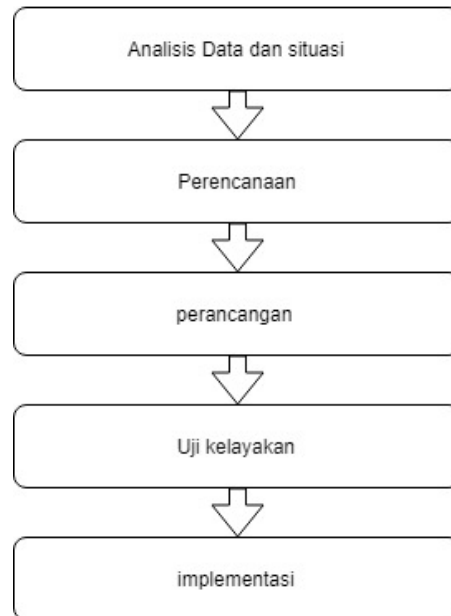 Analisis Data dan situasi
Perencanaan
perancangan
Uji kelayakan
implementasi